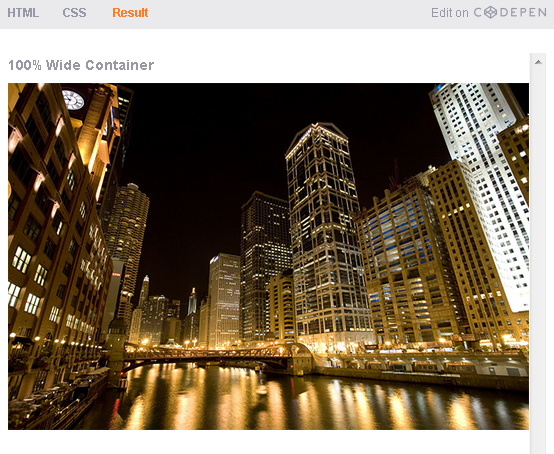 HTML CSS Result Edit on CODEPEN
100% Wide Container